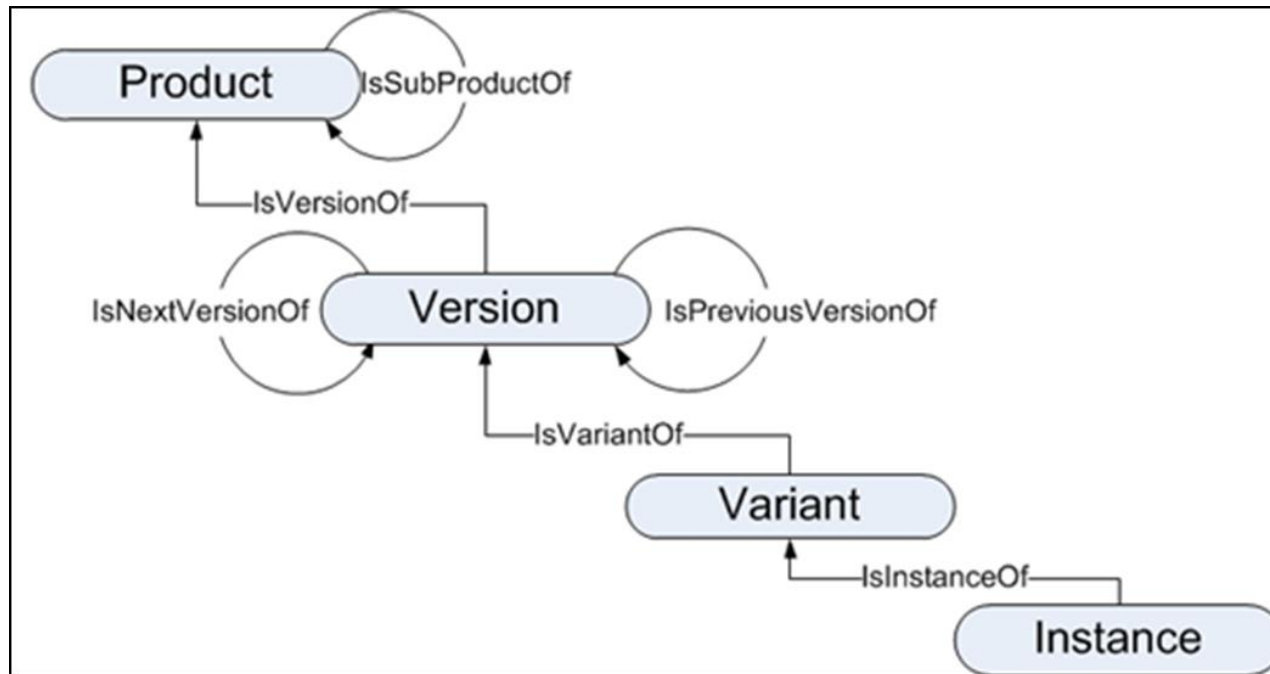 Product
IsSubProductOf
IsVersionOf
IsNextVersionOf
Version
IsPreviousVersionOf
IsVariantOf
Variant
IsInstanceOf
Instance